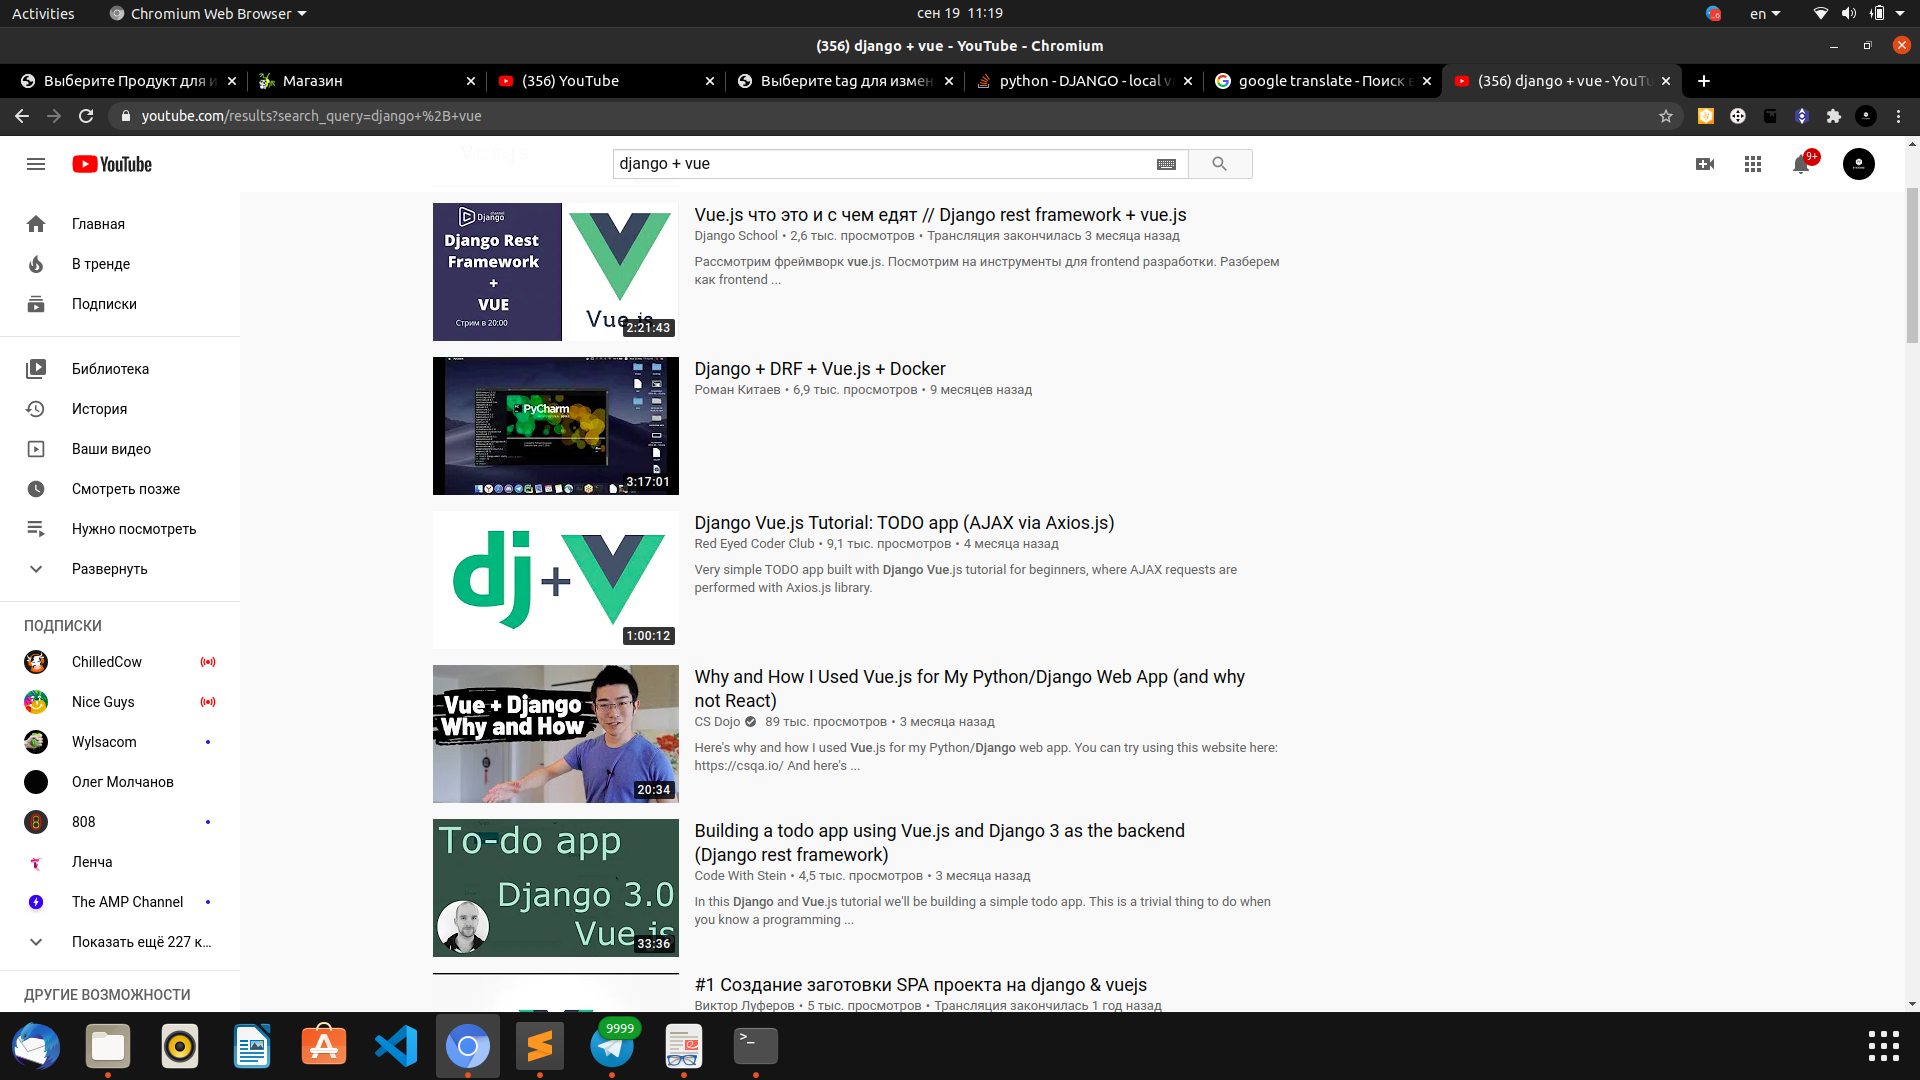 Activities
Chromium Web Browser
сен 19 11:19
en
(356) django + vue - YouTube - Chromium
Выберите Продукт для и
Магазин
(356) YouTube
Выберите tag для измен
python - DJANGO - local v
google translate - Поиск в
(356) django + vue - YouTu
youtube.com/results?search_query=django+%2B+vue
YouTube
django + vue
9+
Главная
В тренде
Подписки
Библиотека
История
Ваши видео
Смотреть позже
Нужно посмотреть
Развернуть
ПОДПИСКИ
ChilledCow
Nice Guys
Wylsacom
Олег Молчанов
808
Ленча
The AMP Channel
Показать ещё 227 к...
ДРУГИЕ ВОЗМОЖНОСТИ
Django
Django Rest
Framework
+
VUE
Стрим в 20:00
Vue.js
2:21:43
Vue.js что это и с чем едят // Django rest framework + vue.js
Django School • 2,6 тыс. просмотров • Трансляция закончилась 3 месяца назад
Рассмотрим фреймворк vue.js. Посмотрим на инструменты для frontend разработки. Разберем
как frontend ...
PyCharm
3:17:01
Django + DRF + Vue.js + Docker
Роман Китаев • 6,9 тыс. просмотров • 9 месяцев назад
dj+
1:00:12
Django Vue.js Tutorial: TODO app (AJAX via Axios.js)
Red Eyed Coder Club • 9,1 тыс. просмотров • 4 месяца назад
Very simple TODO app built with Django Vue.js tutorial for beginners, where AJAX requests are
performed with Axios.js library.
Vue + Django
Why and How
20:34
Why and How I Used Vue.js for My Python/Django Web App (and why
not React)
CS Dojo 89 тыс. просмотров • 3 месяца назад
Here's why and how I used Vue.js for my Python/Django web app. You can try using this website here:
https://csqa.io/ And here's ...
To-do app
Django 3.0
Vue.js
33:36
Building a todo app using Vue.js and Django 3 as the backend
(Django rest framework)
Code With Stein • 4,5 тыс. просмотров • 3 месяца назад
In this Django and Vue.js tutorial we'll be building a simple todo app. This is a trivial thing to do when
you know a programming ...
#1 Создание заготовки SPA проекта на django & vuejs
Виктор Луферов • 5 тыс. просмотров • Трансляция закончилась 1 год назад
9999